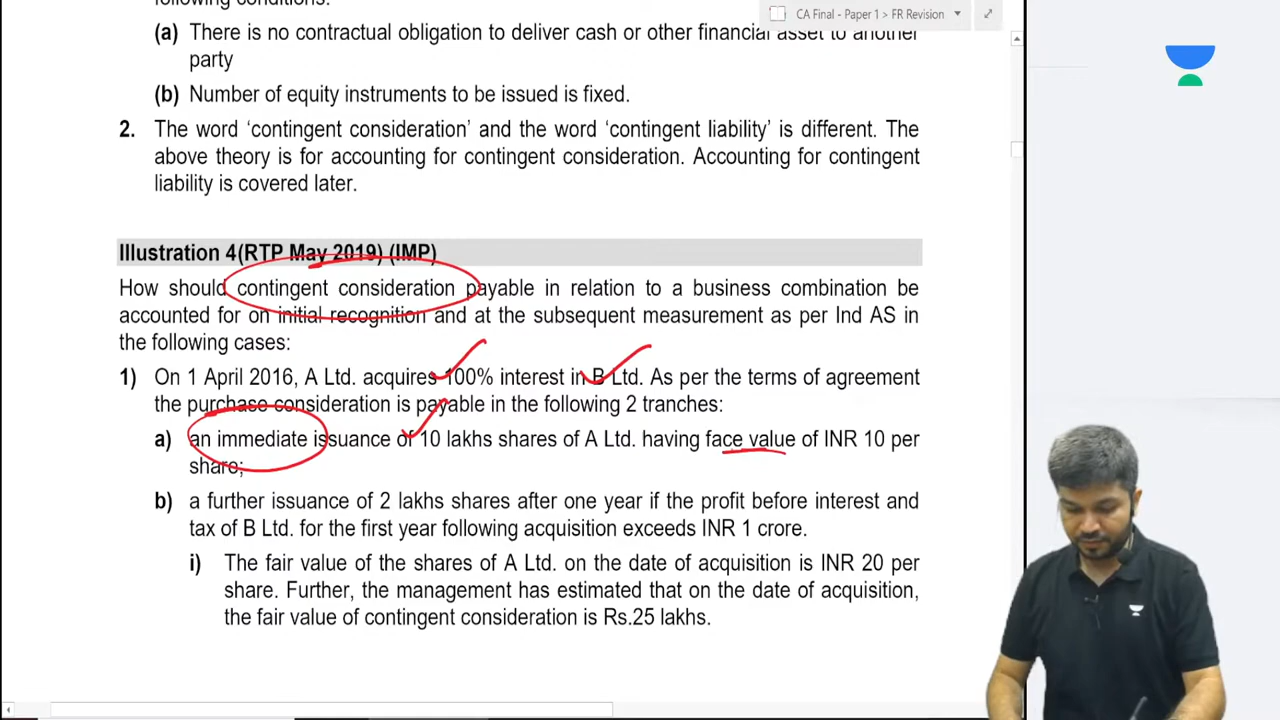 following conditions:
CA Final - Paper 1 > FR Revision
(a) There is no contractual obligation to deliver cash or other financial asset to another
party
(b) Number of equity instruments to be issued is fixed.
2. The word ‘contingent consideration’ and the word ‘contingent liability’ is different. The
above theory is for accounting for contingent consideration. Accounting for contingent
liability is covered later.
Illustration 4(RTP May 2019) (IMP)
How should contingent consideration payable in relation to a business combination be
accounted for on initial recognition and at the subsequent measurement as per Ind AS in
the following cases:
1) On 1 April 2016, A Ltd. acquires 100% interest in B Ltd. As per the terms of agreement
the purchase consideration is payable in the following 2 tranches:
a) an immediate issuance of 10 lakhs shares of A Ltd. having face value of INR 10 per
share;
b) a further issuance of 2 lakhs shares after one year if the profit before interest and
tax of B Ltd. for the first year following acquisition exceeds INR 1 crore.
i) The fair value of the shares of A Ltd. on the date of acquisition is INR 20 per
share. Further, the management has estimated that on the date of acquisition,
the fair value of contingent consideration is Rs.25 lakhs.